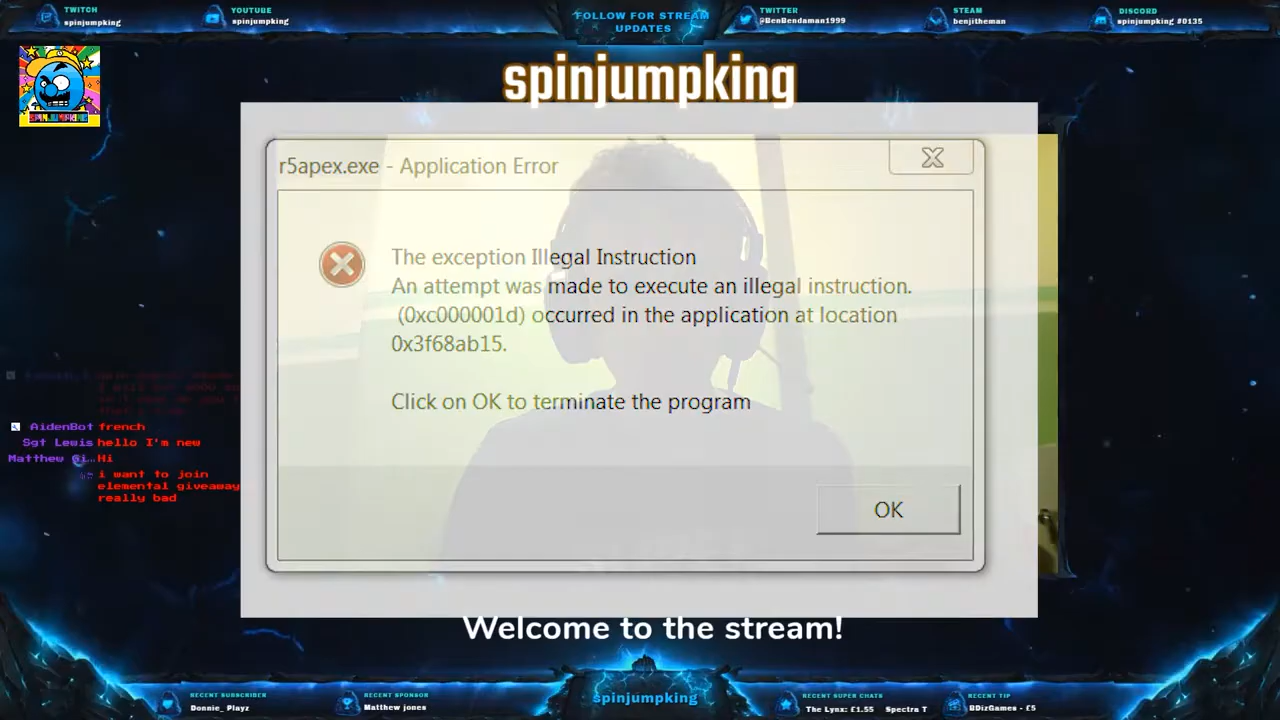 TWITCH
spinjumpking
YOUTUBE
spinjumpking
FOLLOW FOR STREAM
UPDATES
TWITTER
@BenBendaman1999
STEAM
benjitheman
DISCORD
spinjumpking #0135
spinjumpking
SPINJUMPKING
r5apex.exe - Application Error
The exception Illegal Instruction
An attempt was made to execute an illegal instruction.
(0xc000001d) occurred in the application at location
0x3f68ab15.
Click on OK to terminate the program
OK
AidenBot french
Sgt Lewis hello I'm new
Matthew Gi… Hi
i want to join
elemental giveaway
really bad
Welcome to the stream!
RECENT SUBSCRIBER
Donnie_Playz
RECENT SPONSOR
Matthew jones
spinjumpking
RECENT SUPER CHATS
The Lynx: £1.55 Spectra T
RECENT TIP
BDizGames - £5